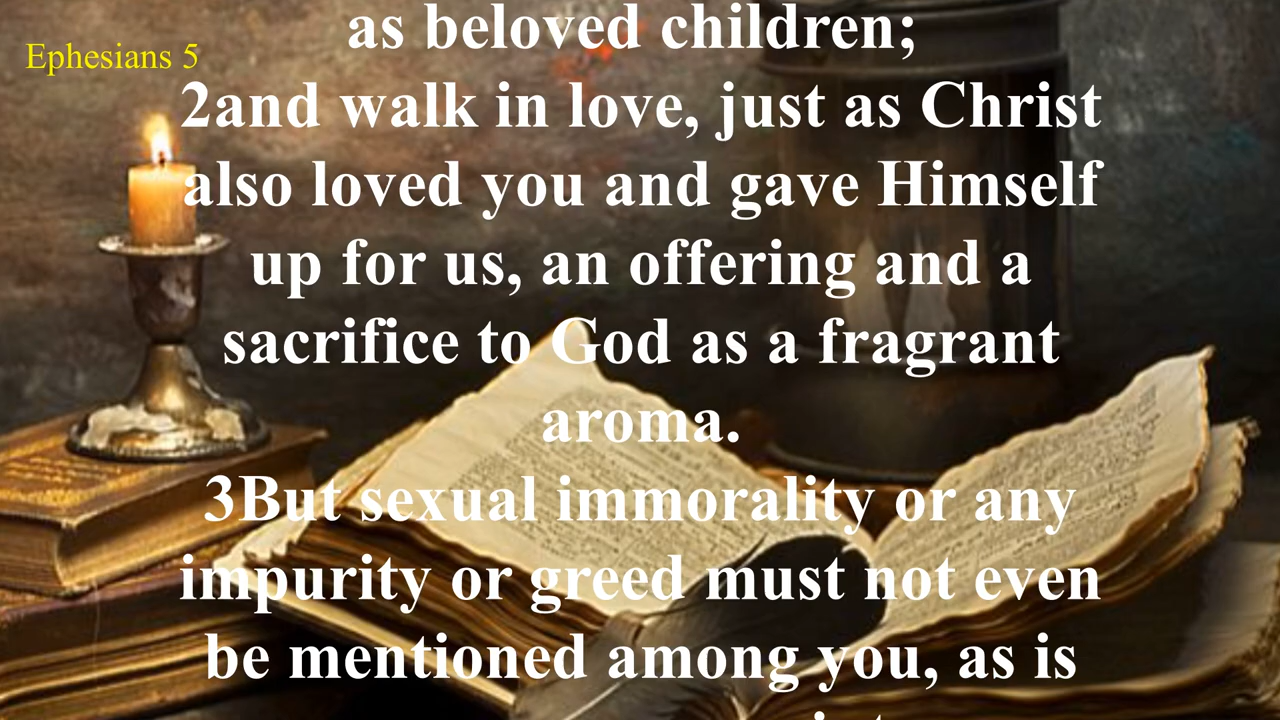 as beloved children;
Ephesians 5
2and walk in love, just as Christ
also loved you and gave Himself
up for us, an offering and a
sacrifice to God as a fragrant
aroma.
3But sexual immorality or any
impurity or greed must not even
be mentioned among you, as is